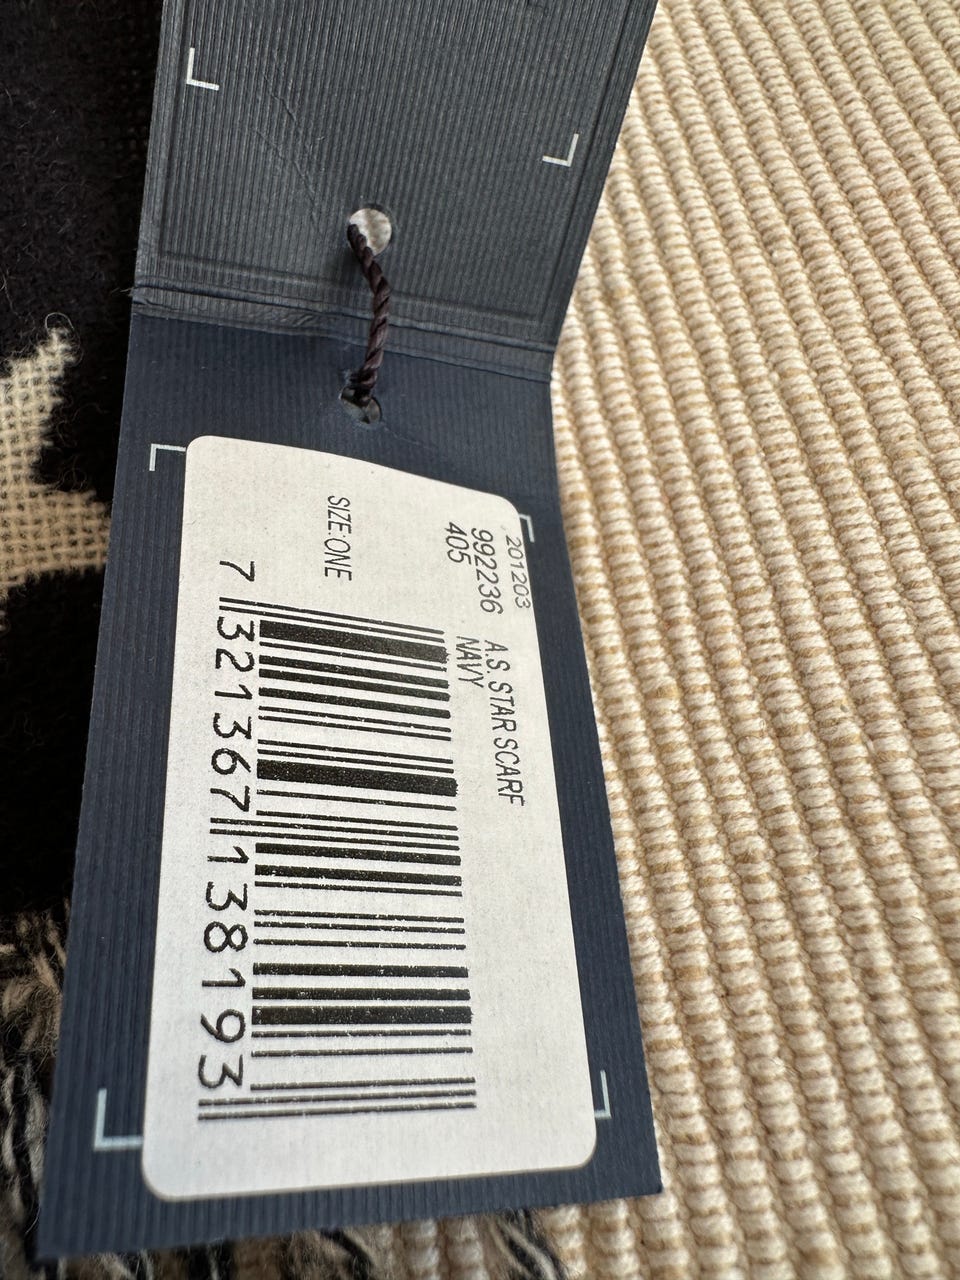 201203
992236 A.S. STAR SCARF
405 NAVY
SIZE:ONE
7 321367 138193